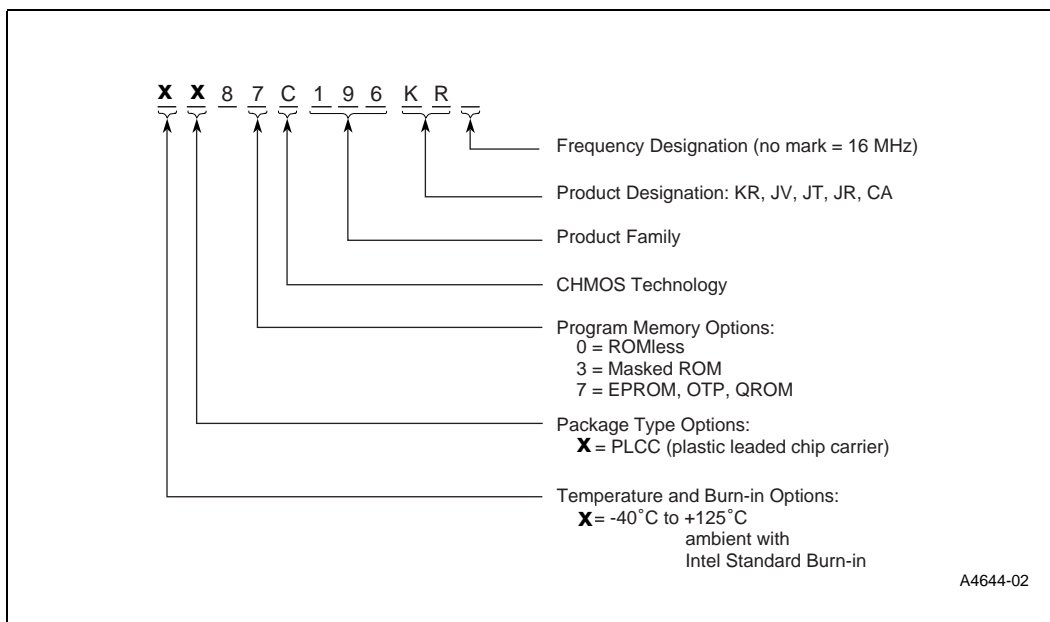 X X 8 7 C 1 9 6 K R _
Frequency Designation (no mark = 16 MHz)
Product Designation: KR, JV, JT, JR, CA
Product Family
CHMOS Technology
Program Memory Options:
0 = ROMless
3 = Masked ROM
7 = EPROM, OTP, QROM
Package Type Options:
X = PLCC (plastic leaded chip carrier)
Temperature and Burn-in Options:
X = -40˚C to +125˚C
ambient with
Intel Standard Burn-in
A4644-02